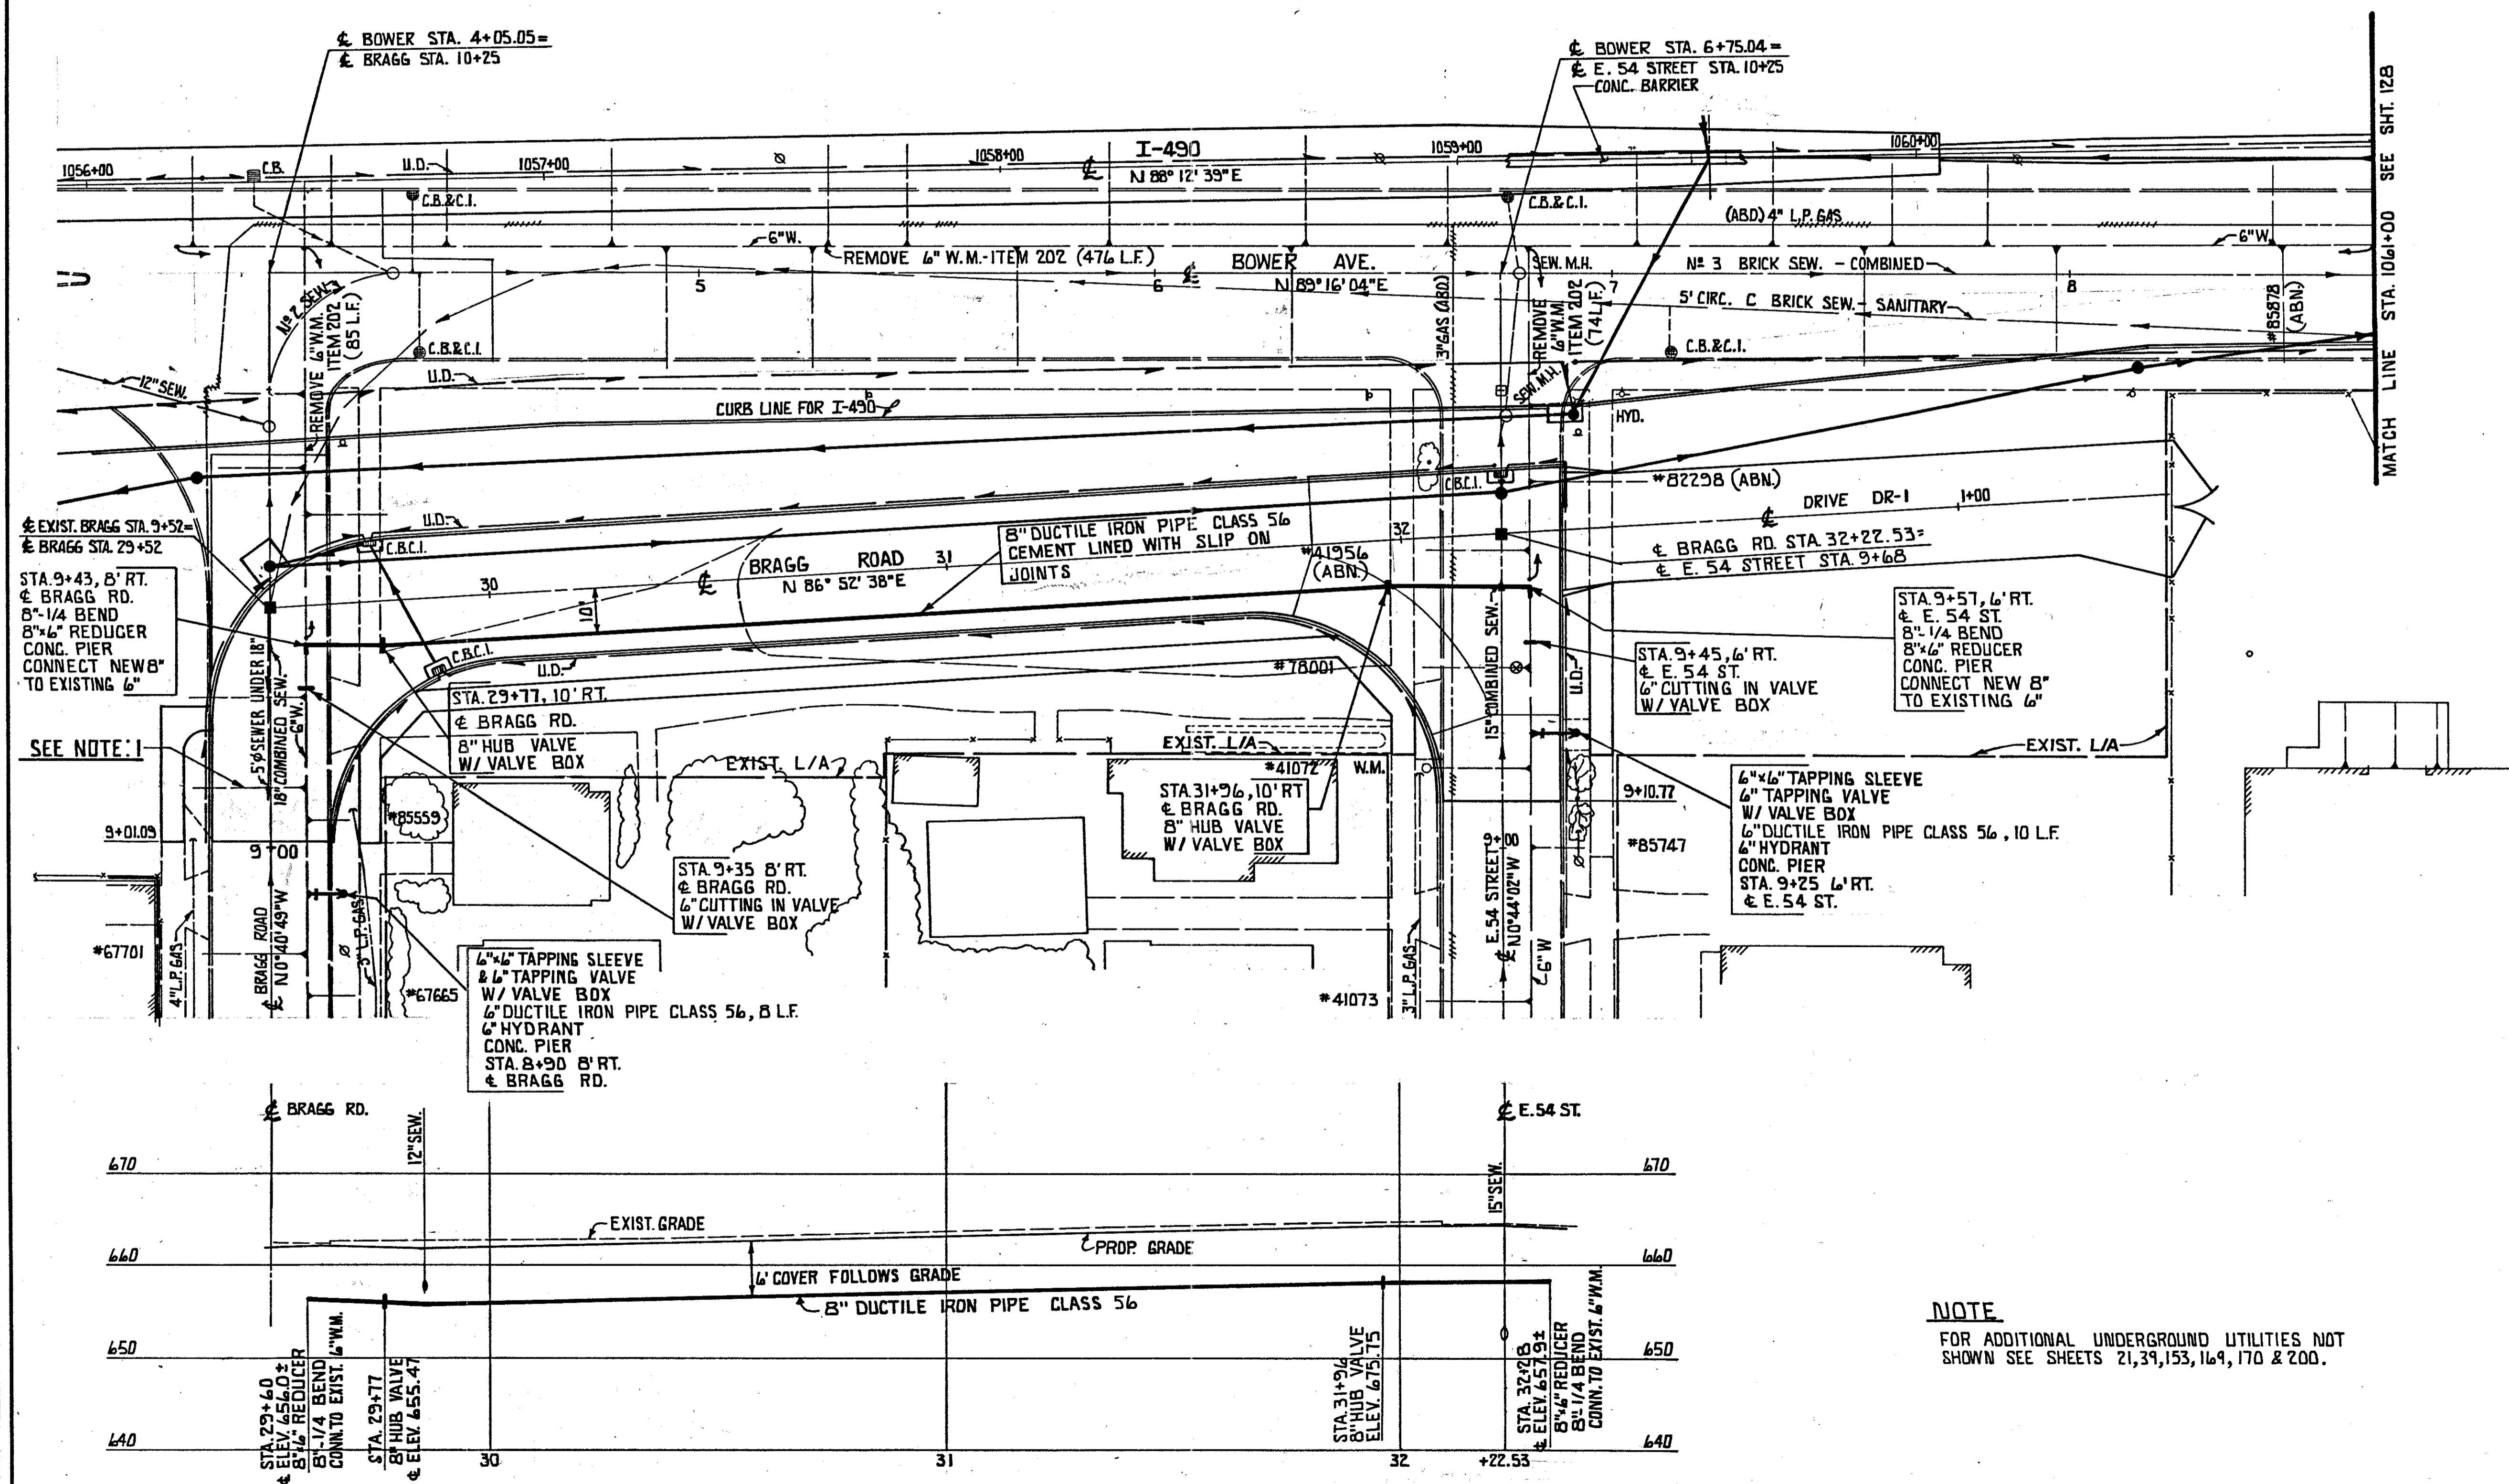 ℄ BOWER STA. 4+05.05=
℄ BRAGG STA. 10+25
℄ BOWER STA. 6+75.04=
℄ E. 54 STREET STA. 10+25
CONC. BARRIER
MATCH LINE STA. 1061+00 SEE SHT. 128
1056+00
C.B.
U.D.
1057+00
1058+00
I-490
℄ N 88° 12' 39" E
1059+00
1060+00
C.B.&C.I.
C.B.&C.I.
(ABD) 4" L.P. GAS
6"W.
6"W.
REMOVE 6" W.M.-ITEM 202 (476 L.F.)
5
6
℄ BOWER AVE.
N 89° 16' 04" E
SEW. M.H.
7
Nº 3 BRICK SEW. - COMBINED
8
5' CIRC. C BRICK SEW. - SANITARY
#85878 (ABN.)
Nº 2 SEW.
REMOVE 6" W.M. ITEM 202 (85 L.F.)
C.B.&C.I.
3" GAS (ABD)
REMOVE 6" W.M. ITEM 202 (74 L.F.)
C.B.&C.I.
12" SEW.
U.D.
CURB LINE FOR I-490
SEW. M.H.
HYD.
C.B.C.I.
#82298 (ABN.)
DRIVE DR-1
1+00
℄
℄ EXIST. BRAGG STA. 9+52=
℄ BRAGG STA. 29+52
U.D.
C.B.C.I.
8" DUCTILE IRON PIPE CLASS 56
CEMENT LINED WITH SLIP ON
JOINTS
#41956
(ABN.)
32
℄ BRAGG RD. STA. 32+22.53=
℄ E. 54 STREET STA. 9+68
STA. 9+43, 8' RT.
℄ BRAGG RD.
8"-1/4 BEND
8"x6" REDUCER
CONC. PIER
CONNECT NEW 8"
TO EXISTING 6"
30
10'
BRAGG ROAD
31
℄ N 86° 52' 38" E
STA. 9+57, 6' RT.
℄ E. 54 ST.
8"-1/4 BEND
8"x6" REDUCER
CONC. PIER
CONNECT NEW 8"
TO EXISTING 6"
C.B.C.I.
U.D.
#78001
STA. 9+45, 6' RT.
℄ E. 54 ST.
6" CUTTING IN VALVE
W/ VALVE BOX
U.D.
15" COMBINED SEW.
5'Ø SEWER UNDER 18"
18" COMBINED SEW.
6"W.
STA. 29+77, 10' RT.
℄ BRAGG RD.
8" HUB VALVE
W/ VALVE BOX
SEE NOTE: 1
EXIST. L/A
EXIST. L/A
EXIST. L/A
#41072
W.M.
STA. 31+96, 10' RT
℄ BRAGG RD.
8" HUB VALVE
W/ VALVE BOX
6"x6" TAPPING SLEEVE
6" TAPPING VALVE
W/ VALVE BOX
6" DUCTILE IRON PIPE CLASS 56, 10 L.F.
6" HYDRANT
CONC. PIER
STA. 9+25 6' RT.
℄ E. 54 ST.
9+10.77
#85747
9+01.09
9+00
#85559
9+00
STA. 9+35 8' RT.
℄ BRAGG RD.
6" CUTTING IN VALVE
W/ VALVE BOX
℄ E. 54 STREET
N 0° 44' 02" W
6" W
#67701
4" L.P. GAS
℄ BRAGG ROAD
N 0° 40' 49" W
3" L.P. GAS
#67665
6"x6" TAPPING SLEEVE
& 6" TAPPING VALVE
W/ VALVE BOX
6" DUCTILE IRON PIPE CLASS 56, 8 L.F.
6" HYDRANT
CONC. PIER
STA. 8+90 8' RT.
℄ BRAGG RD.
#41073
3" L.P. GAS
℄ BRAGG RD.
12" SEW.
℄ E. 54 ST.
15" SEW.
670
670
EXIST. GRADE
PROP. GRADE
660
660
6' COVER FOLLOWS GRADE
8" DUCTILE IRON PIPE CLASS 56
650
650
640
640
STA. 29+60
℄ ELEV. 656.0±
8"x6" REDUCER
8"-1/4 BEND
CONN. TO EXIST. 6" W.M.
STA. 29+77
8" HUB VALVE
℄ ELEV. 655.47
30
31
STA. 31+96
8" HUB VALVE
ELEV. 675.75
32
+22.53
STA. 32+28
℄ ELEV. 657.9±
8"x6" REDUCER
8"-1/4 BEND
CONN. TO EXIST. 6" W.M.
NOTE
FOR ADDITIONAL UNDERGROUND UTILITIES NOT
SHOWN SEE SHEETS 21,39,153,169,170 & 200.